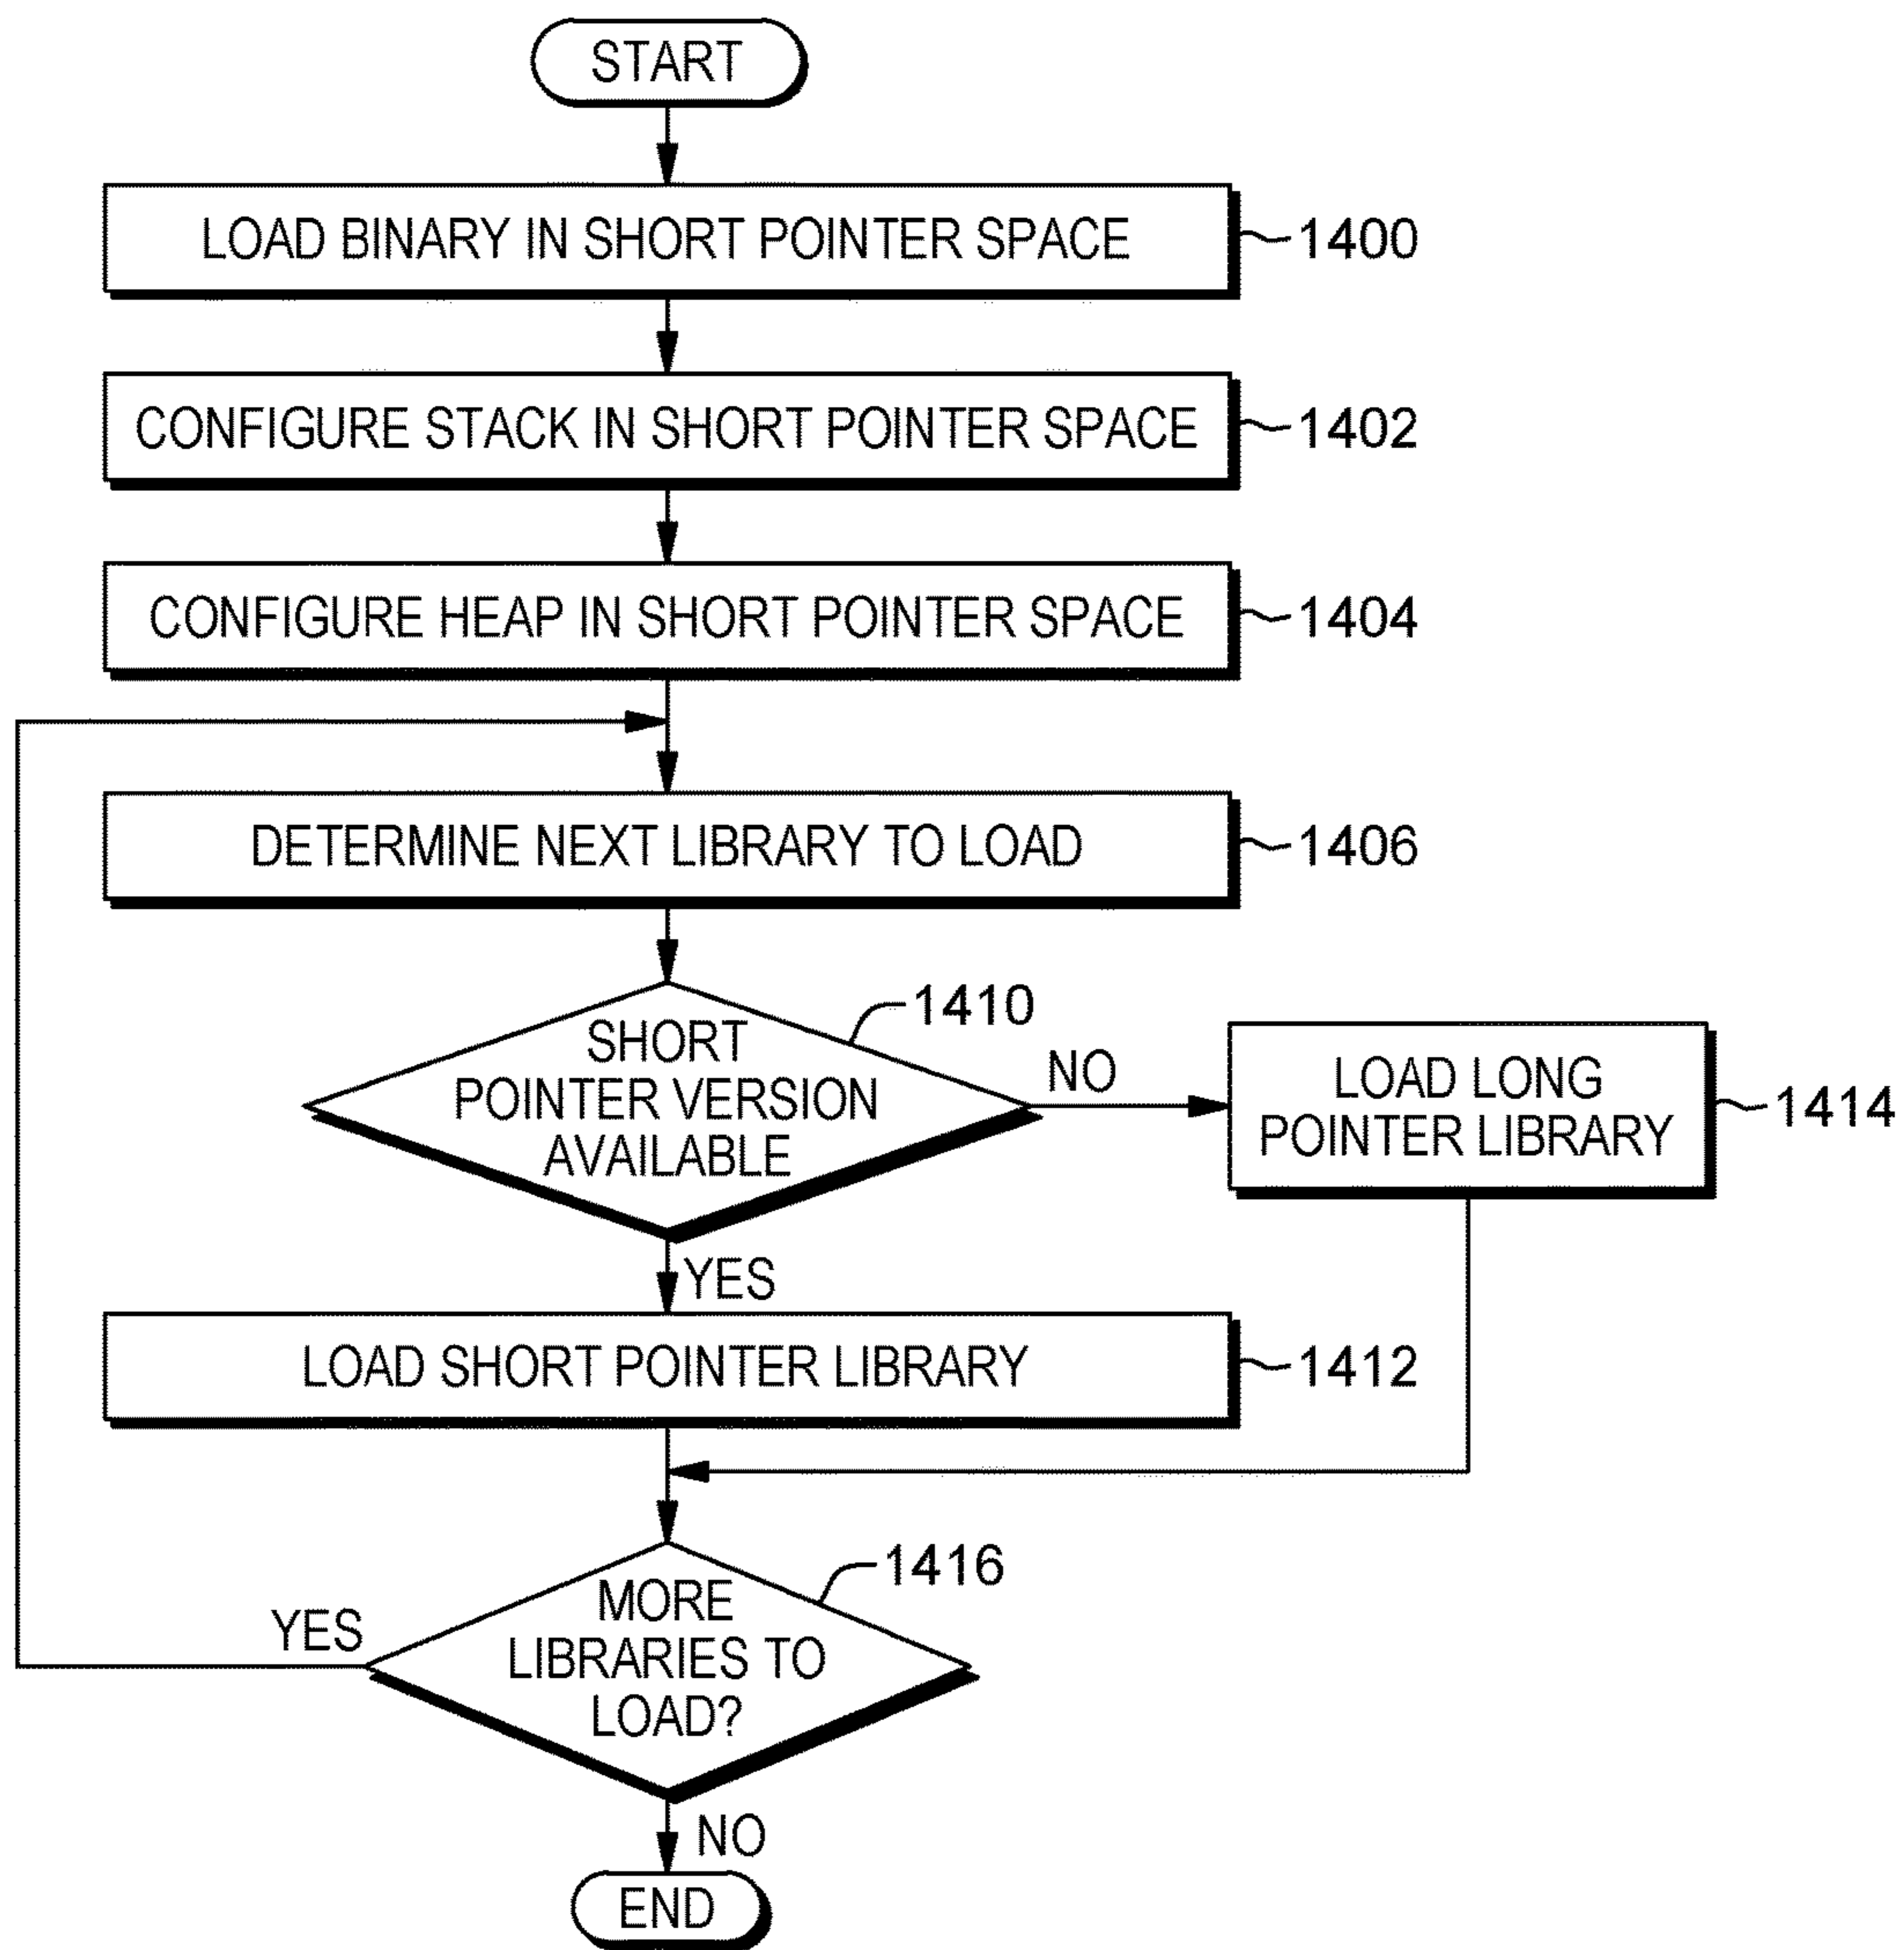 START
LOAD BINARY IN SHORT POINTER SPACE
1400
CONFIGURE STACK IN SHORT POINTER SPACE
1402
CONFIGURE HEAP IN SHORT POINTER SPACE
1404
DETERMINE NEXT LIBRARY TO LOAD
1406
1410
SHORT
POINTER VERSION
AVAILABLE
NO
LOAD LONG
POINTER LIBRARY
1414
YES
LOAD SHORT POINTER LIBRARY
1412
1416
MORE
LIBRARIES TO
LOAD?
YES
NO
END